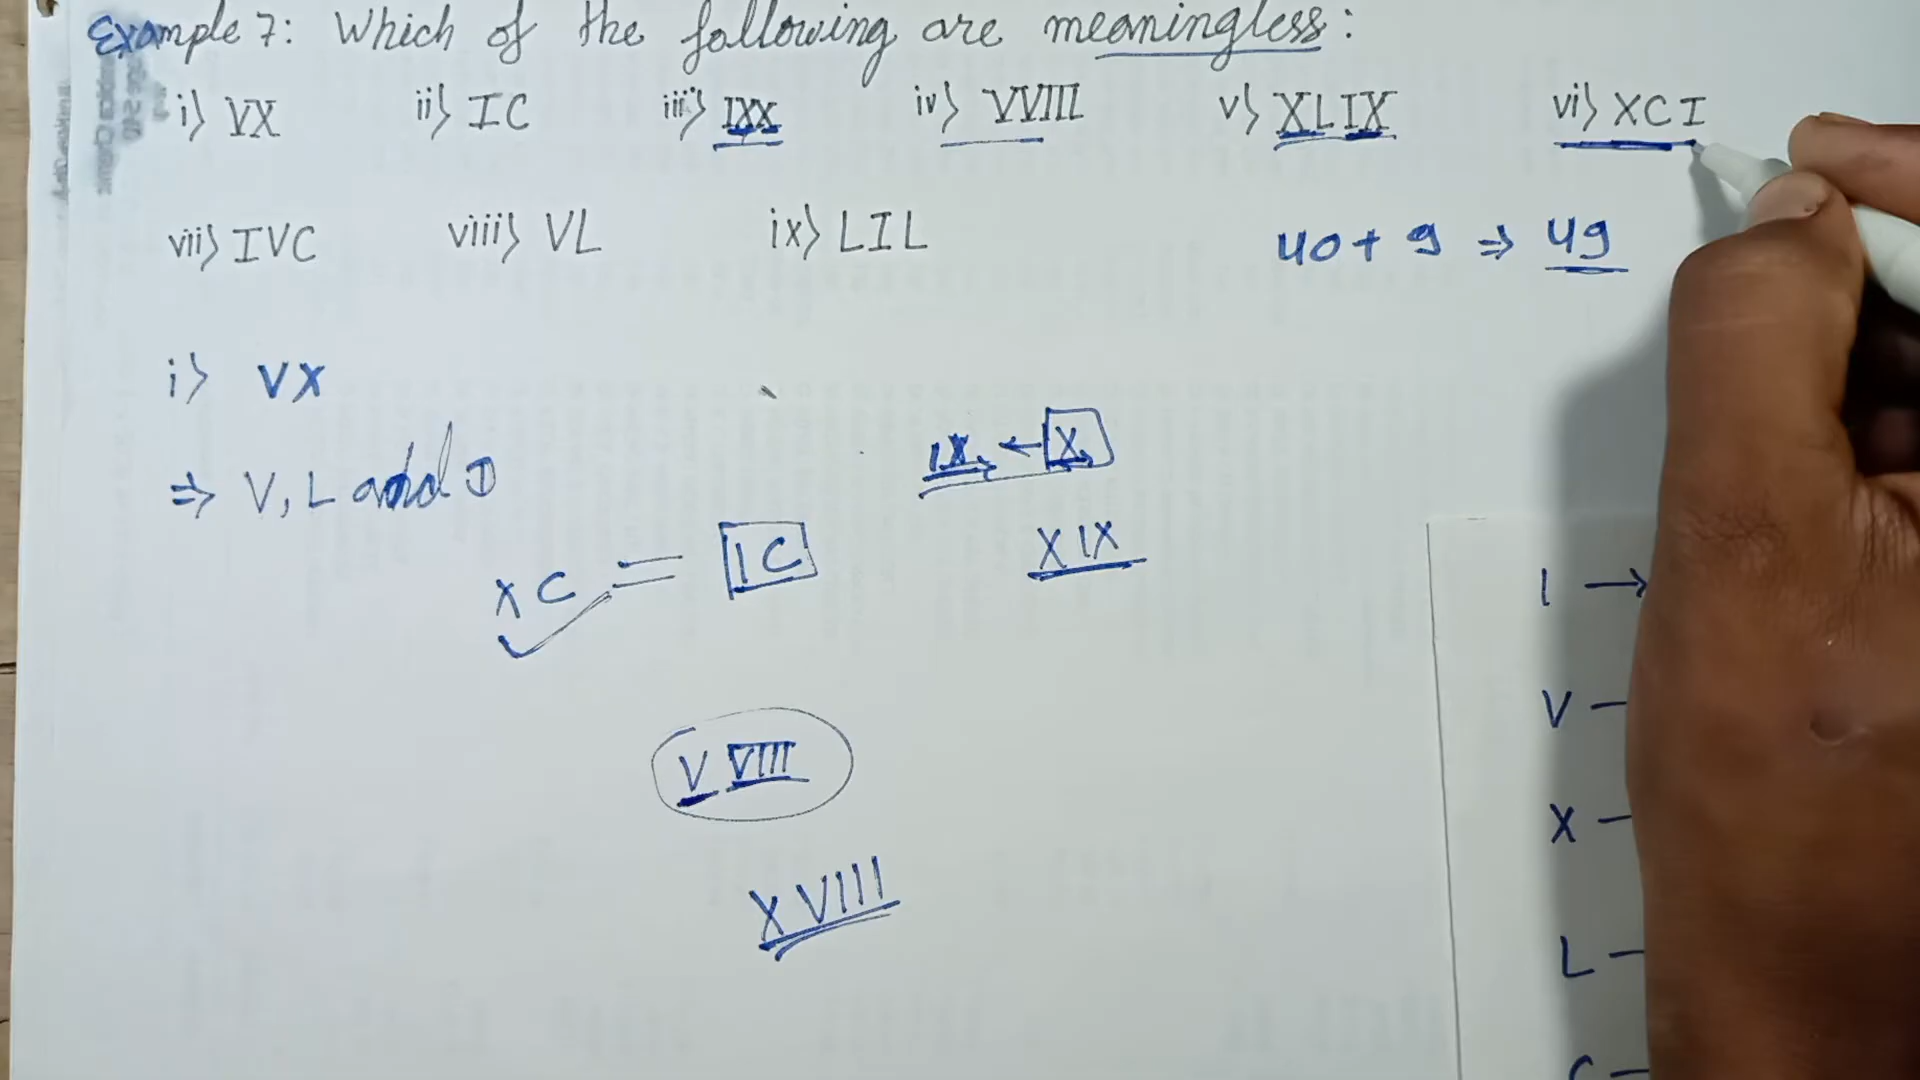 Example 7: Which of the following are meaningless:
i) VX ii) IC iii) IXX iv) VVIII v) XLIX vi) XCI
vii) IVC viii) VL ix) LIL
40 + 9 ⇒ 49
i) VX
IX ← X
⇒ V, L and D
XC = IC
XIX
I →
V
V VIII
X
XVIII
L
C